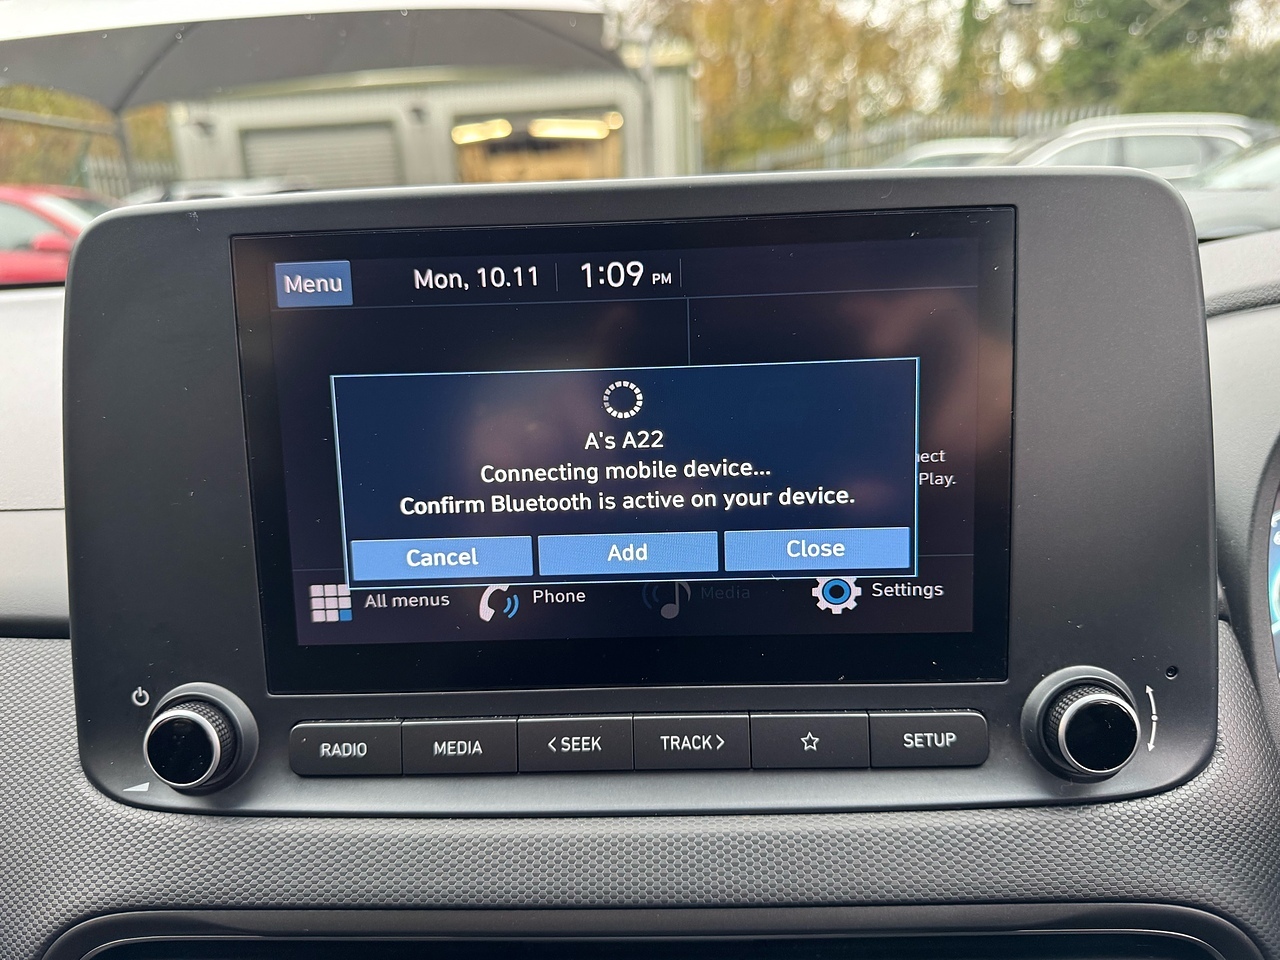 Menu
Mon, 10.11
1:09 PM
A's A22
Connecting mobile device...
Confirm Bluetooth is active on your device.
Play.
Cancel
Add
Close
All menus
Phone
Media
Settings
RADIO
MEDIA
< SEEK
TRACK >
SETUP